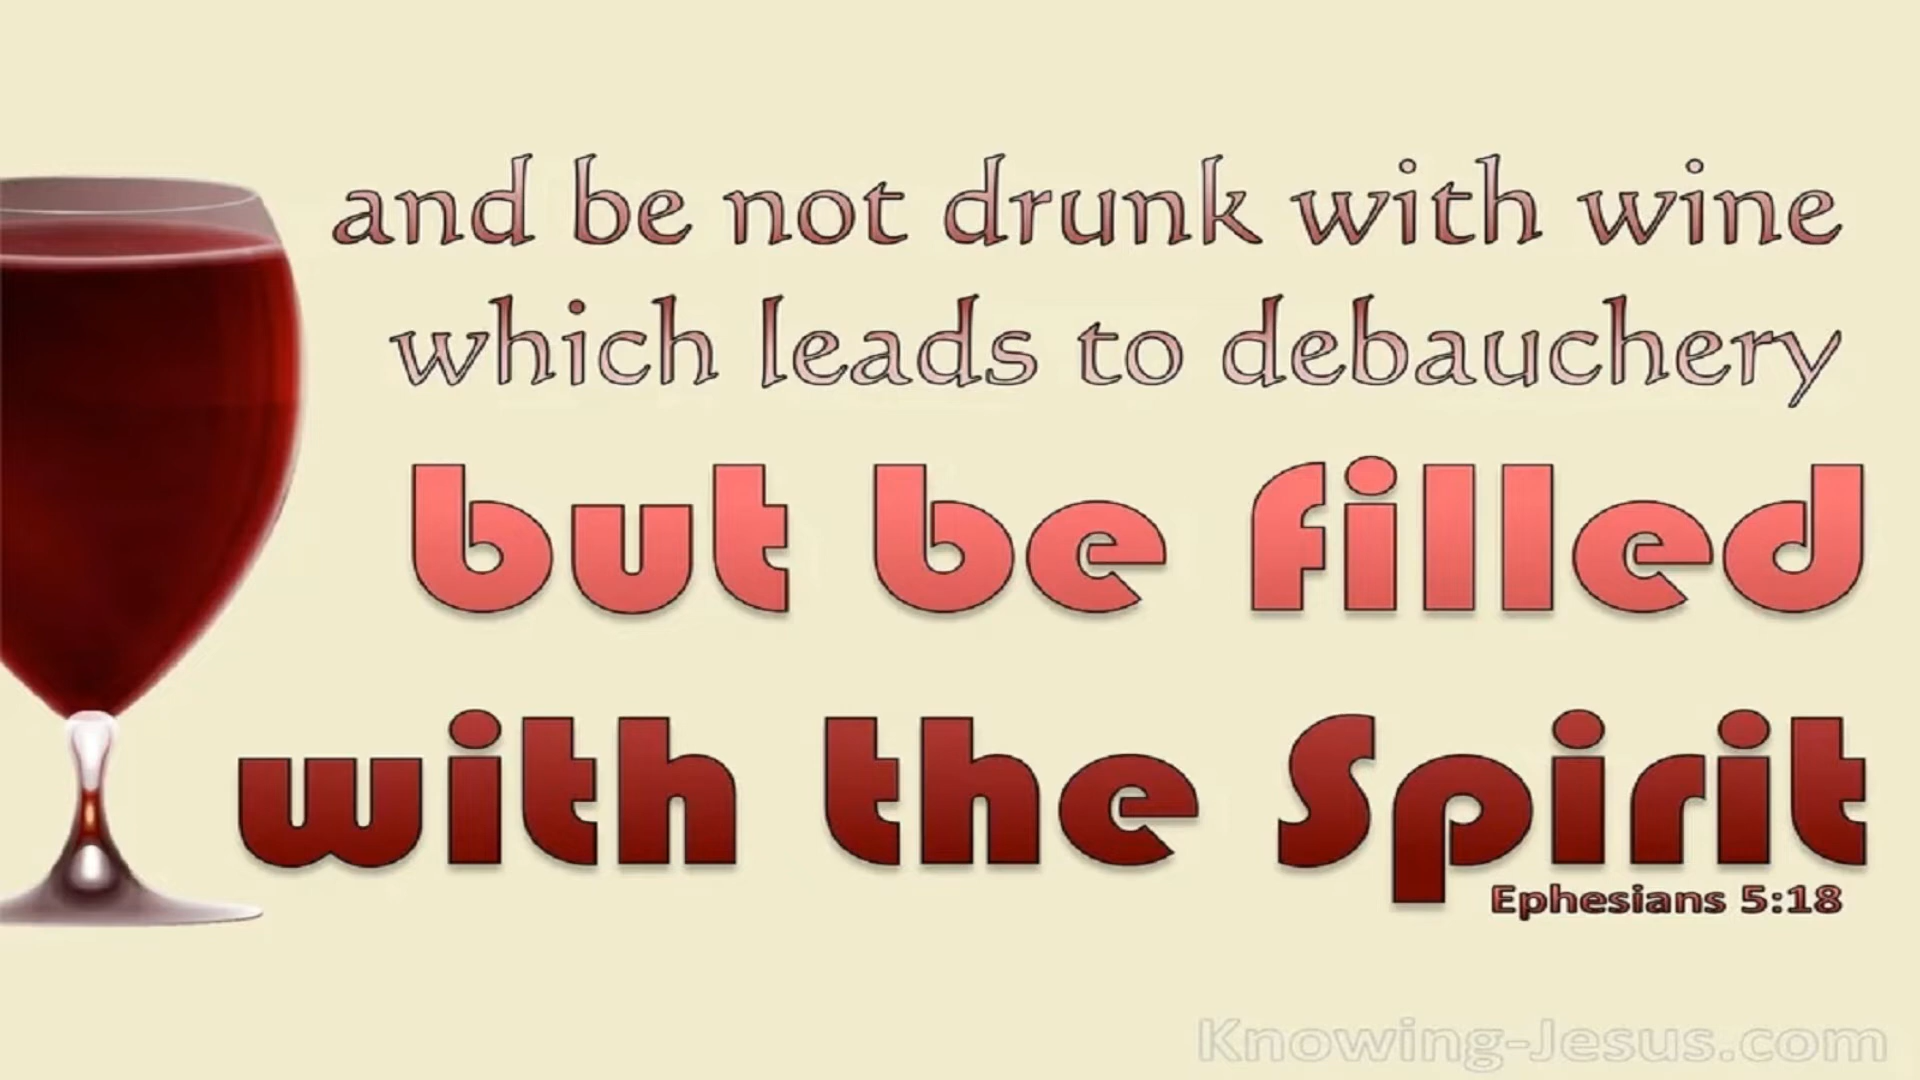 and be not drunk with wine
which leads to debauchery
but be filled
with the Spirit
Ephesians 5:18
Knowing-Jesus.com